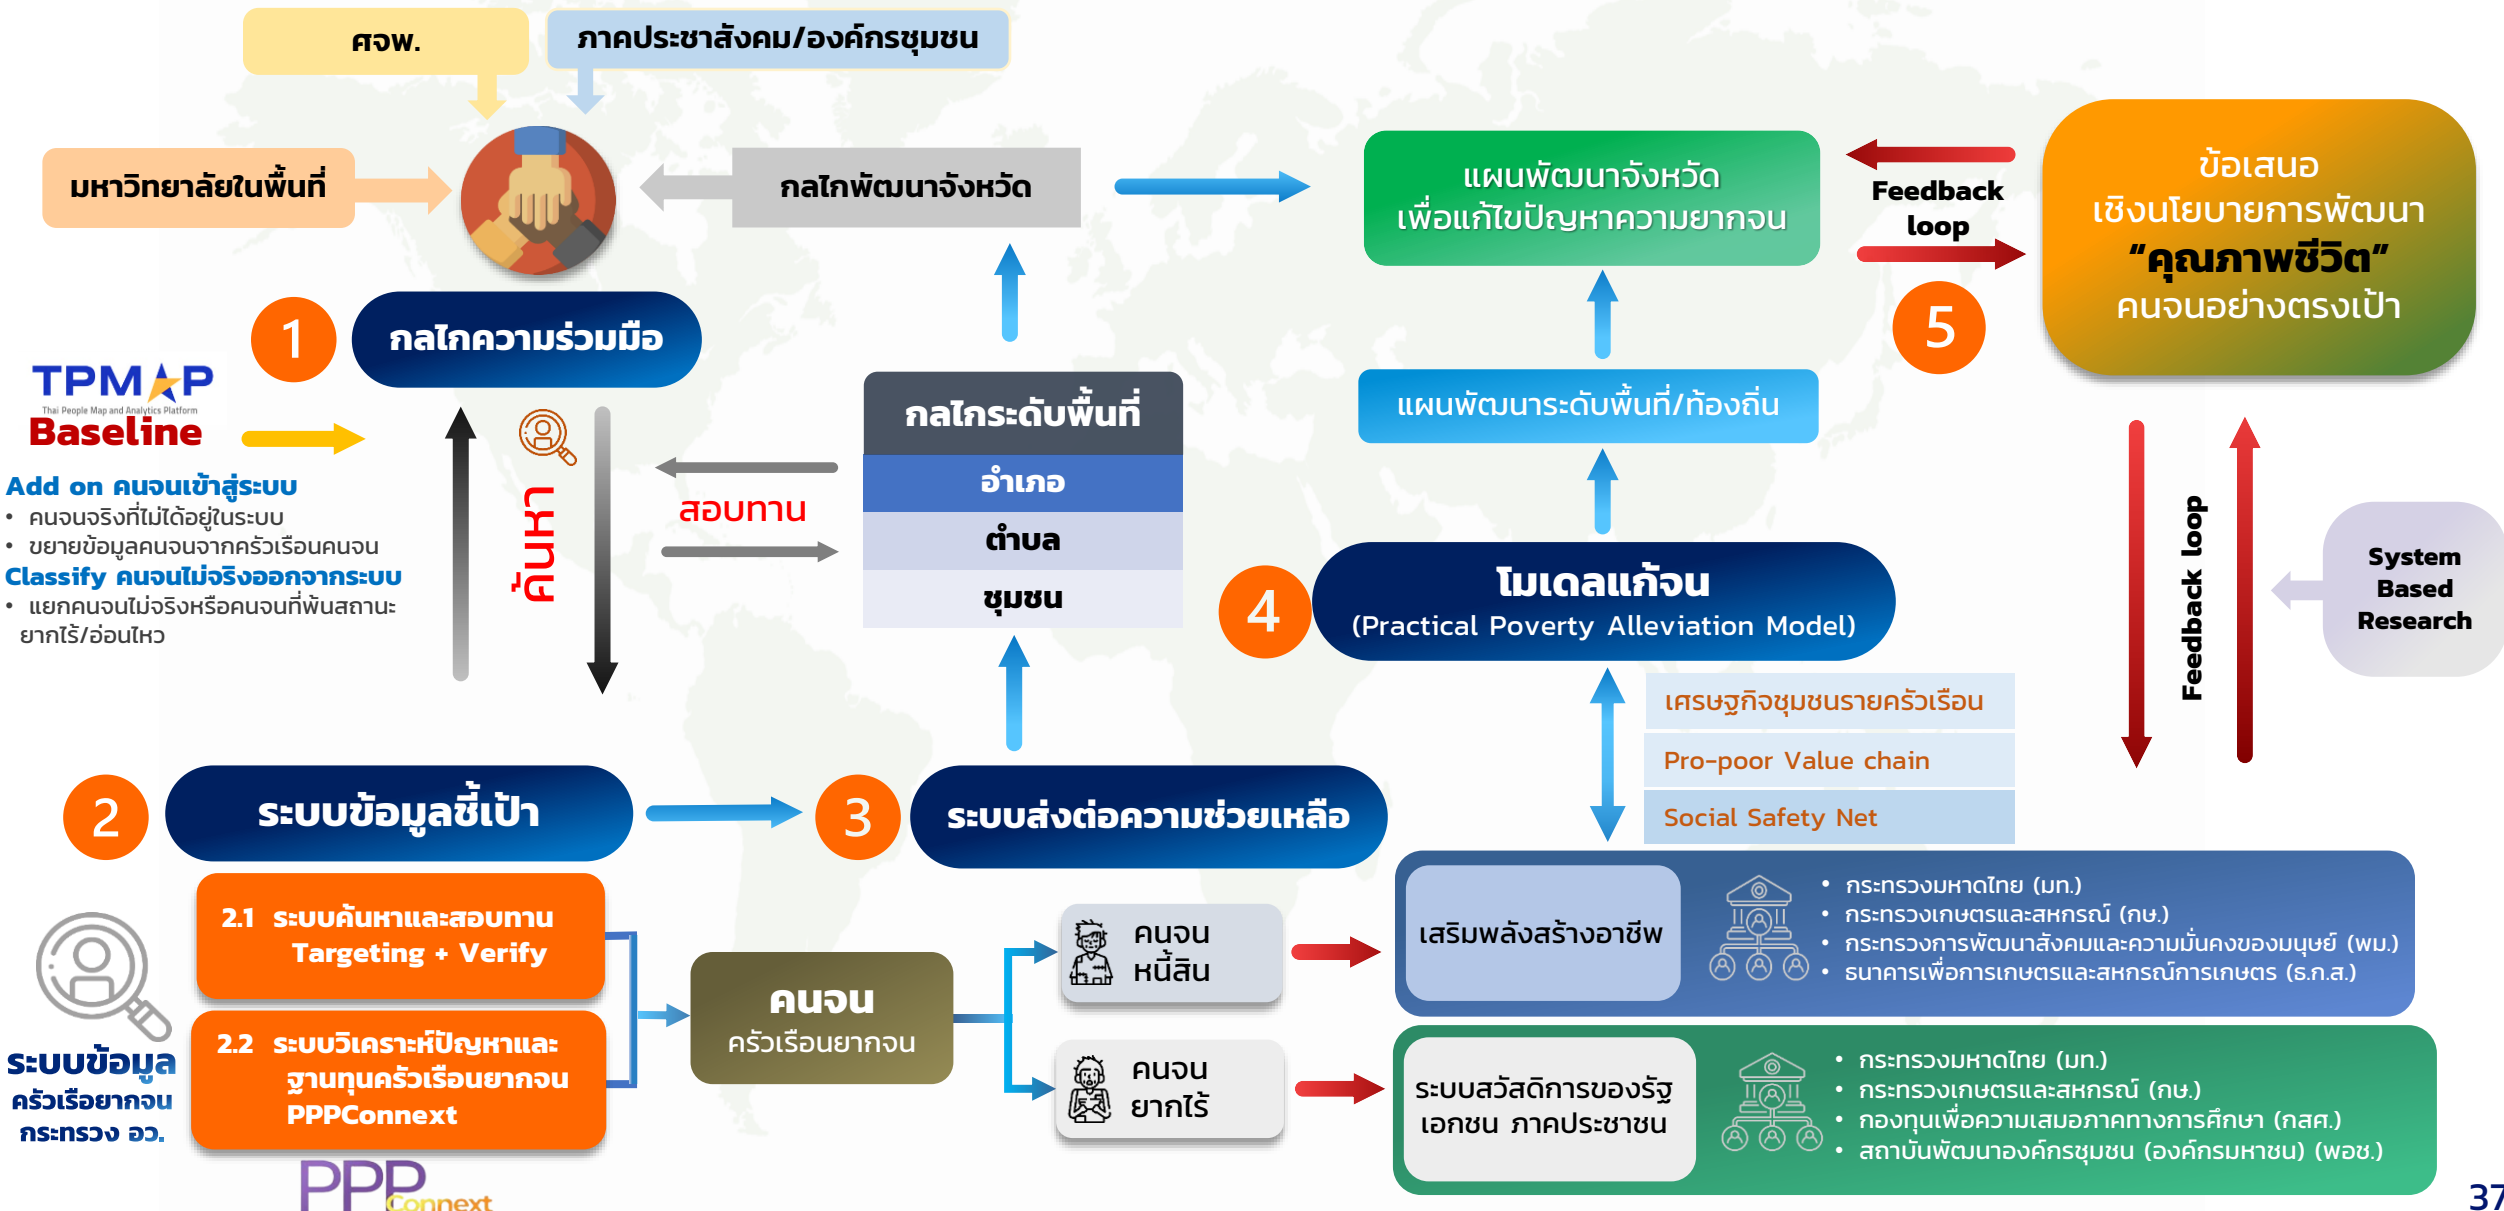 ศจพ.
ภาคประชาสังคม/องค์กรชุมชน
มหาวิทยาลัยในพื้นที่
กลไกพัฒนาจังหวัด
1
กลไกความร่วมมือ
TPMAP
Thai People Map and Analytics Platform
Baseline
Add on คนจนเข้าสู่ระบบ
• คนจนจริงที่ไม่ได้อยู่ในระบบ
• ขยายข้อมูลคนจนจากครัวเรือนคนจน
Classify คนจนไม่จริงออกจากระบบ
• แยกคนจนไม่จริงหรือคนจนที่พ้นสถานะ
ยากไร้/อ่อนไหว
ค้นหา
สอบทาน
กลไกระดับพื้นที่
อำเภอ
ตำบล
ชุมชน
แผนพัฒนาจังหวัด
เพื่อแก้ไขปัญหาความยากจน
Feedback
loop
5
ข้อเสนอ
เชิงนโยบายการพัฒนา
“คุณภาพชีวิต”
คนจนอย่างตรงเป้า
แผนพัฒนาระดับพื้นที่/ท้องถิ่น
4
โมเดลแก้จน
(Practical Poverty Alleviation Model)
Feedback loop
System
Based
Research
เศรษฐกิจชุมชนรายครัวเรือน
Pro-poor Value chain
Social Safety Net
2
ระบบข้อมูลชี้เป้า
3
ระบบส่งต่อความช่วยเหลือ
ระบบข้อมูล
ครัวเรือยากจน
กระทรวง อว.
2.1 ระบบค้นหาและสอบทาน
Targeting + Verify
2.2 ระบบวิเคราะห์ปัญหาและ
ฐานทุนครัวเรือนยากจน
PPPConnext
PPP
Connext
คนจน
ครัวเรือนยากจน
คนจน
หนี้สิน
คนจน
ยากไร้
เสริมพลังสร้างอาชีพ
• กระทรวงมหาดไทย (มท.)
• กระทรวงเกษตรและสหกรณ์ (กษ.)
• กระทรวงการพัฒนาสังคมและความมั่นคงของมนุษย์ (พม.)
• ธนาคารเพื่อการเกษตรและสหกรณ์การเกษตร (ธ.ก.ส.)
ระบบสวัสดิการของรัฐ
เอกชน ภาคประชาชน
• กระทรวงมหาดไทย (มท.)
• กระทรวงเกษตรและสหกรณ์ (กษ.)
• กองทุนเพื่อความเสมอภาคทางการศึกษา (กสศ.)
• สถาบันพัฒนาองค์กรชุมชน (องค์กรมหาชน) (พอช.)
37